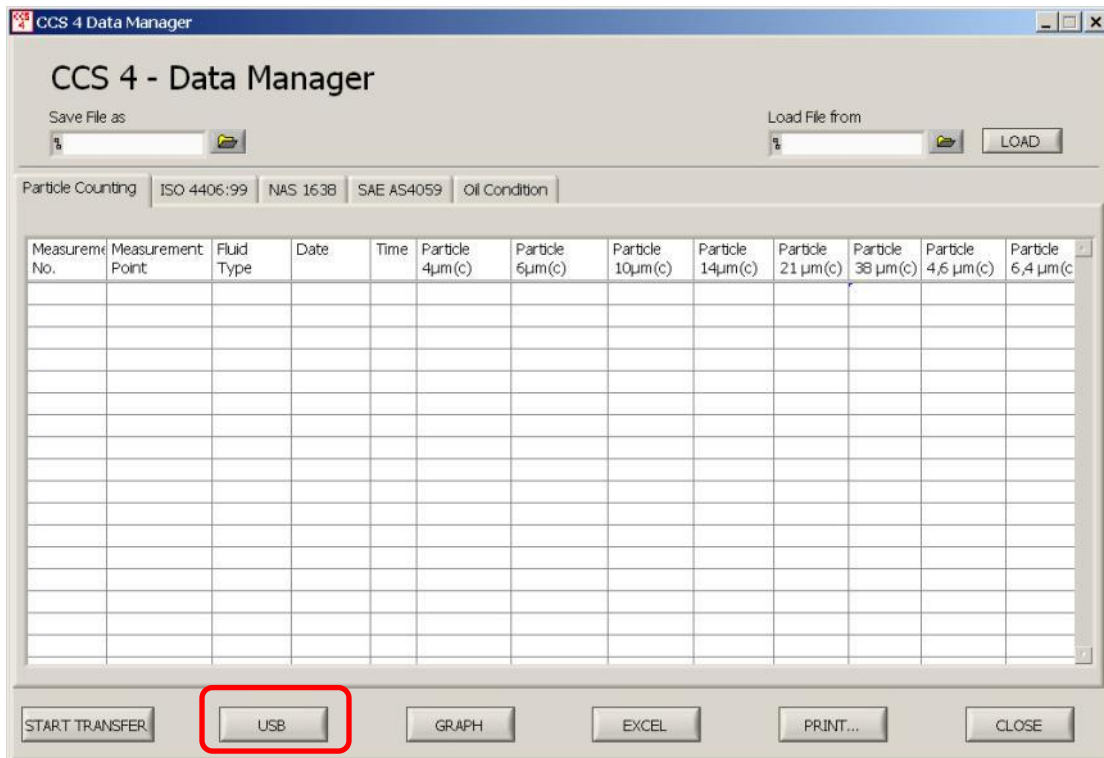 CCS 4 Data Manager
CCS 4 - Data Manager
Save File as
Load File from
LOAD
Particle Counting ISO 4406:99 NAS 1638 SAE AS4059 Oil Condition
Measureme Measurement Fluid Date Time Particle Particle Particle Particle Particle Particle Particle Particle
No. Point Type 4µm(c) 6µm(c) 10µm(c) 14µm(c) 21 µm(c) 38 µm(c) 4,6 µm(c) 6,4 µm(c
START TRANSFER USB GRAPH EXCEL PRINT... CLOSE